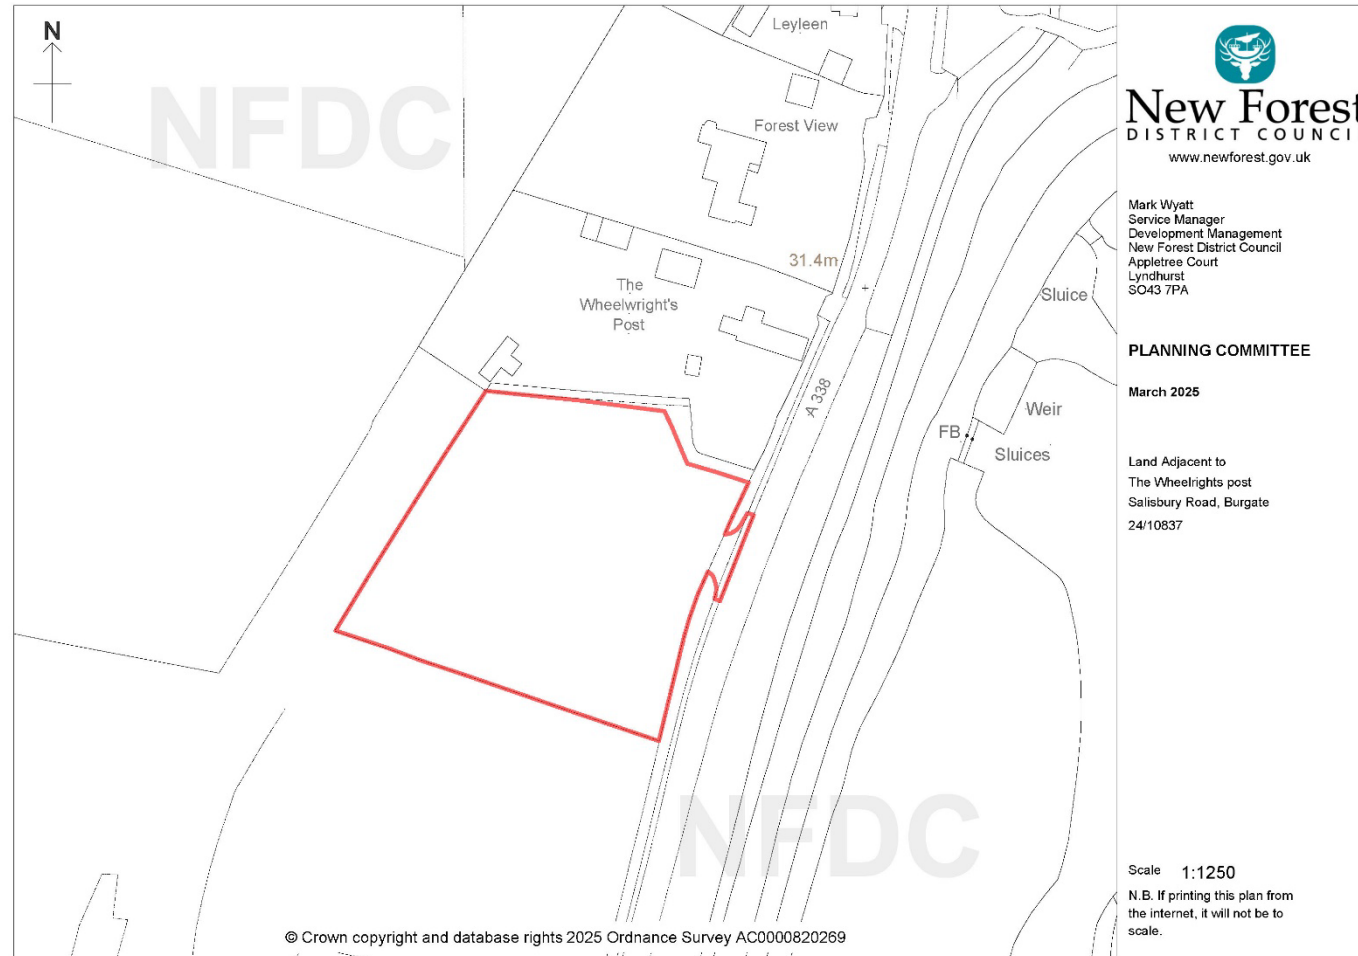 N
NFDC
Leyleen
Forest View
31.4m
The
Wheelwright's
Post
A 338
Sluice
Weir
FB
Sluices
NFDC
© Crown copyright and database rights 2025 Ordnance Survey AC0000820269
New Forest
DISTRICT COUNCI
www.newforest.gov.uk
Mark Wyatt
Service Manager
Development Management
New Forest District Council
Appletree Court
Lyndhurst
SO43 7PA
PLANNING COMMITTEE
March 2025
Land Adjacent to
The Wheelrights post
Salisbury Road, Burgate
24/10837
Scale 1:1250
N.B. If printing this plan from
the internet, it will not be to
scale.